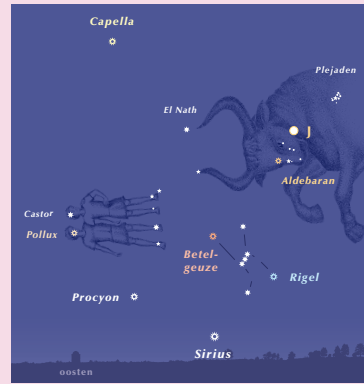 Capella
Plejaden
El Nath
J
Aldebaran
Castor
Pollux
Betel-
geuze
Rigel
Procyon
Sirius
oosten